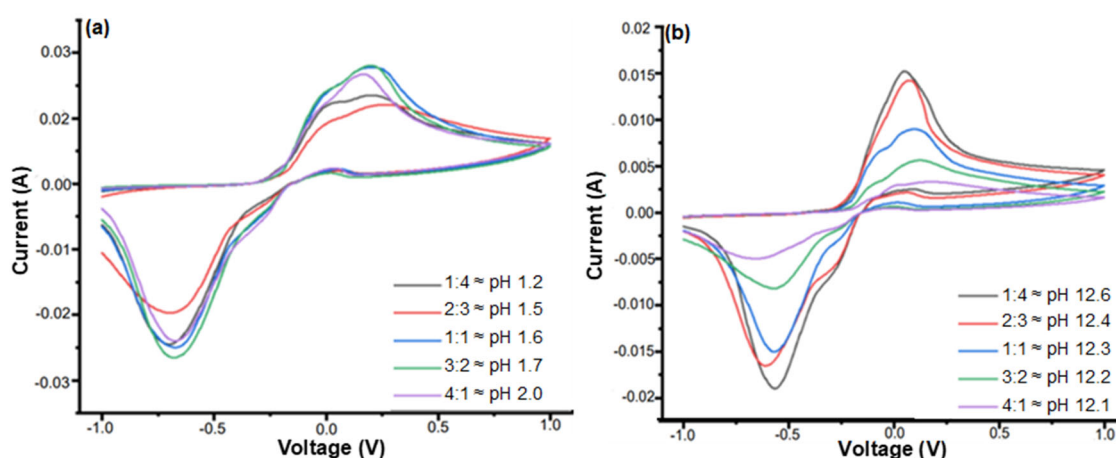 (a)
0.03
0.02
0.01
0.00
-0.01
-0.02
-0.03
Current (A)
1:4 ≈ pH 1.2
2:3 ≈ pH 1.5
1:1 ≈ pH 1.6
3:2 ≈ pH 1.7
4:1 ≈ pH 2.0
-1.0 -0.5 0.0 0.5 1.0
Voltage (V)
(b)
0.015
0.010
0.005
0.000
-0.005
-0.010
-0.015
-0.02
Current (A)
1:4 ≈ pH 12.6
2:3 ≈ pH 12.4
1:1 ≈ pH 12.3
3:2 ≈ pH 12.2
4:1 ≈ pH 12.1
-1.0 -0.5 0.0 0.5 1.0
Voltage (V)